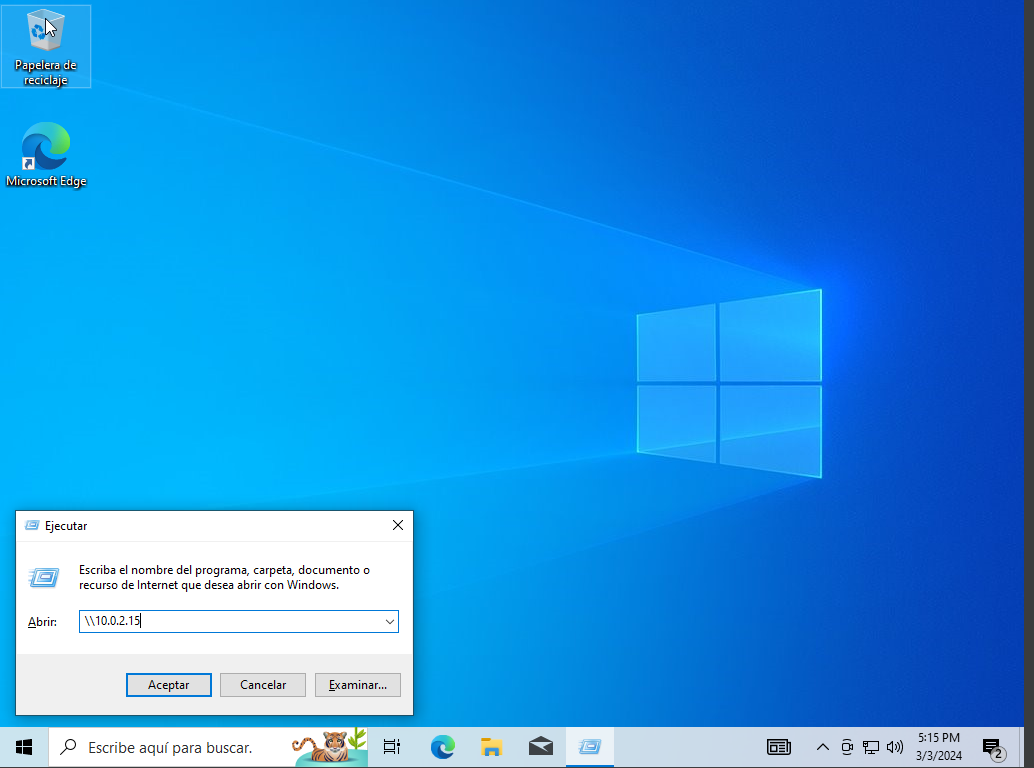 Papelera de
reciclaje
Microsoft Edge
Ejecutar
Escriba el nombre del programa, carpeta, documento o
recurso de Internet que desea abrir con Windows.
Abrir:
\\10.0.2.15
Aceptar
Cancelar
Examinar...
Escribe aquí para buscar.
5:15 PM
3/3/2024
2